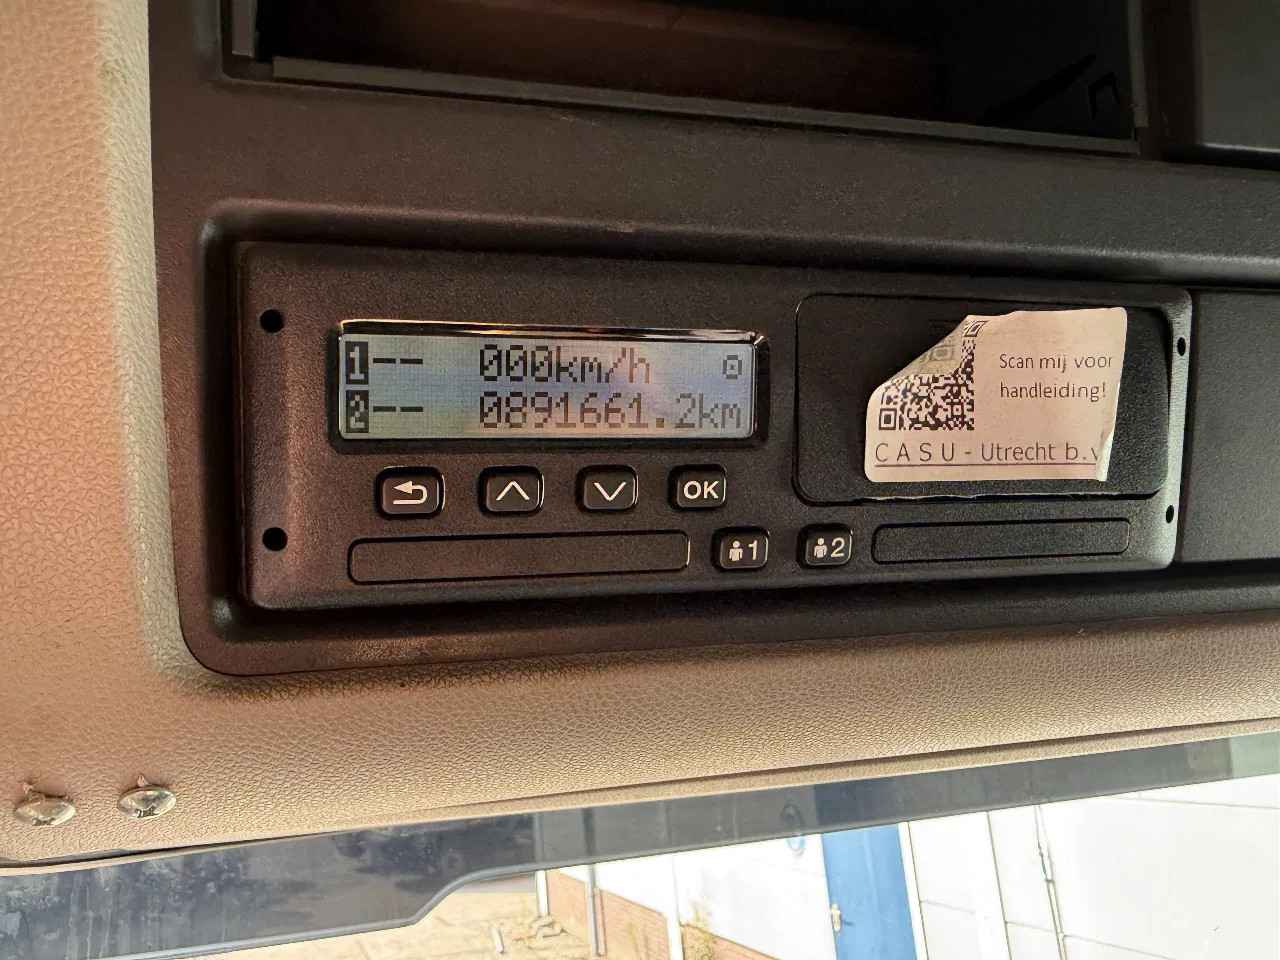 1-- 000km/h
2-- 0891661.2km
OK
1
2
Scan mij voor
handleiding!
CASU - Utrecht b.v